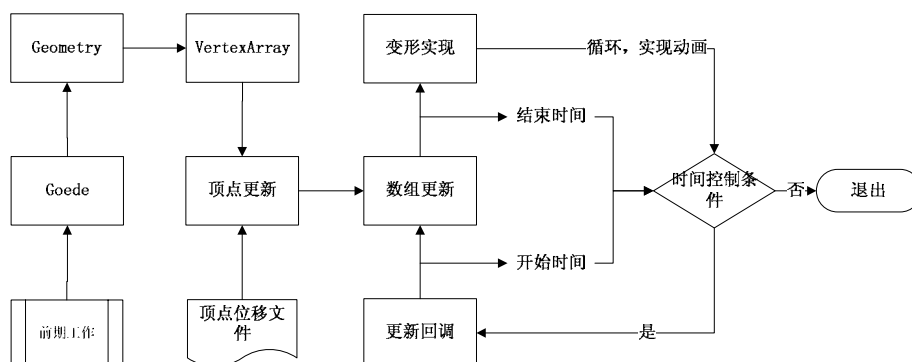 Geometry
VertexArray
变形实现
循环，实现动画
结束时间
Goede
顶点更新
数组更新
时间控制条
件
否
退出
开始时间
前期工作
顶点位移文
件
更新回调
是